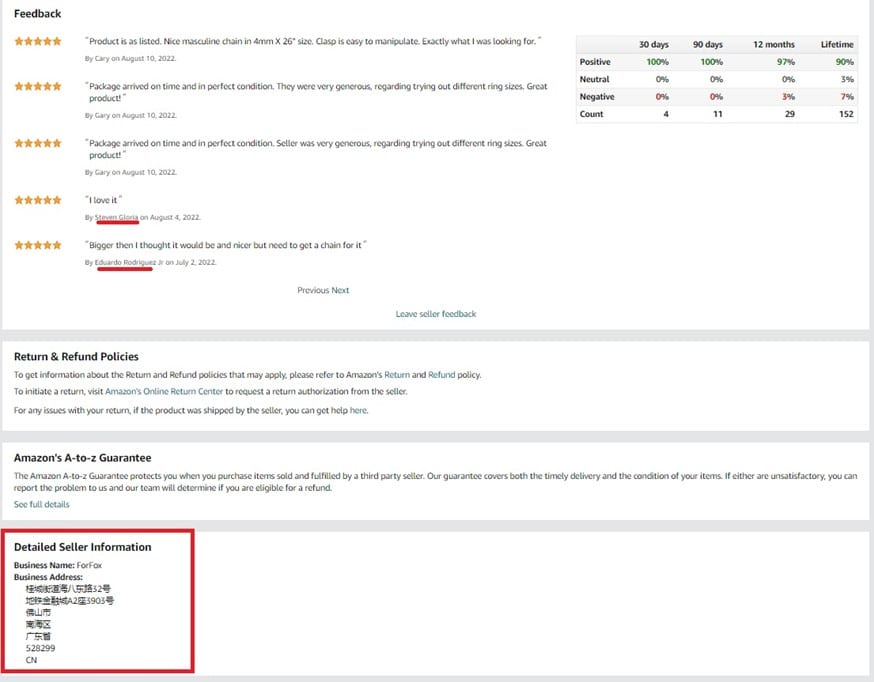 Feedback
"Product is as listed. Nice masculine chain in 4mm X 26" size. Clasp is easy to manipulate. Exactly what I was looking for. "
By Cary on August 10, 2022.
"Package arrived on time and in perfect condition. They were very generous, regarding trying out different ring sizes. Great
product! "
By Gary on August 10, 2022.
"Package arrived on time and in perfect condition. Seller was very generous, regarding trying out different ring sizes. Great
product! "
By Gary on August 10, 2022.
"I love it "
By Steven Gloria on August 4, 2022.
"Bigger then I thought it would be and nicer but need to get a chain for it "
By Eduardo Rodriguez Jr on July 2, 2022.
Previous Next
Leave seller feedback
30 days 90 days 12 months Lifetime
Positive 100% 100% 97% 90%
Neutral 0% 0% 0% 3%
Negative 0% 0% 3% 7%
Count 4 11 29 152
Return & Refund Policies
To get information about the Return and Refund policies that may apply, please refer to Amazon's Return and Refund policy.
To initiate a return, visit Amazon's Online Return Center to request a return authorization from the seller.
For any issues with your return, if the product was shipped by the seller, you can get help here.
Amazon's A-to-z Guarantee
The Amazon A-to-z Guarantee protects you when you purchase items sold and fulfilled by a third party seller. Our guarantee covers both the timely delivery and the condition of your items. If either are unsatisfactory, you can
report the problem to us and our team will determine if you are eligible for a refund.
See full details
Detailed Seller Information
Business Name: ForFox
Business Address:
桂城街道海八东路32号
地铁金融城A2座3903号
佛山市
南海区
广东省
528299
CN